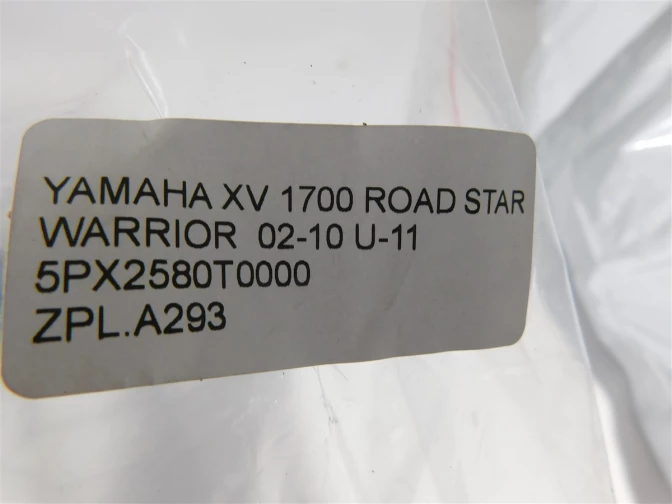 YAMAHA XV 1700 ROAD STAR
WARRIOR 02-10 U-11
5PX2580T0000
ZPL.A293